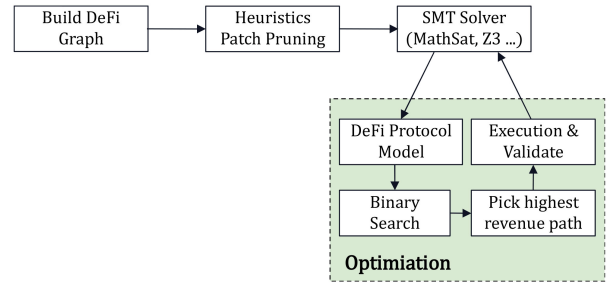 Build DeFi
Graph
Heuristics
Patch Pruning
SMT Solver
(MathSat, Z3 ...)
DeFi Protocol
Model
Execution &
Validate
Binary
Search
Pick highest
revenue path
Optimiation